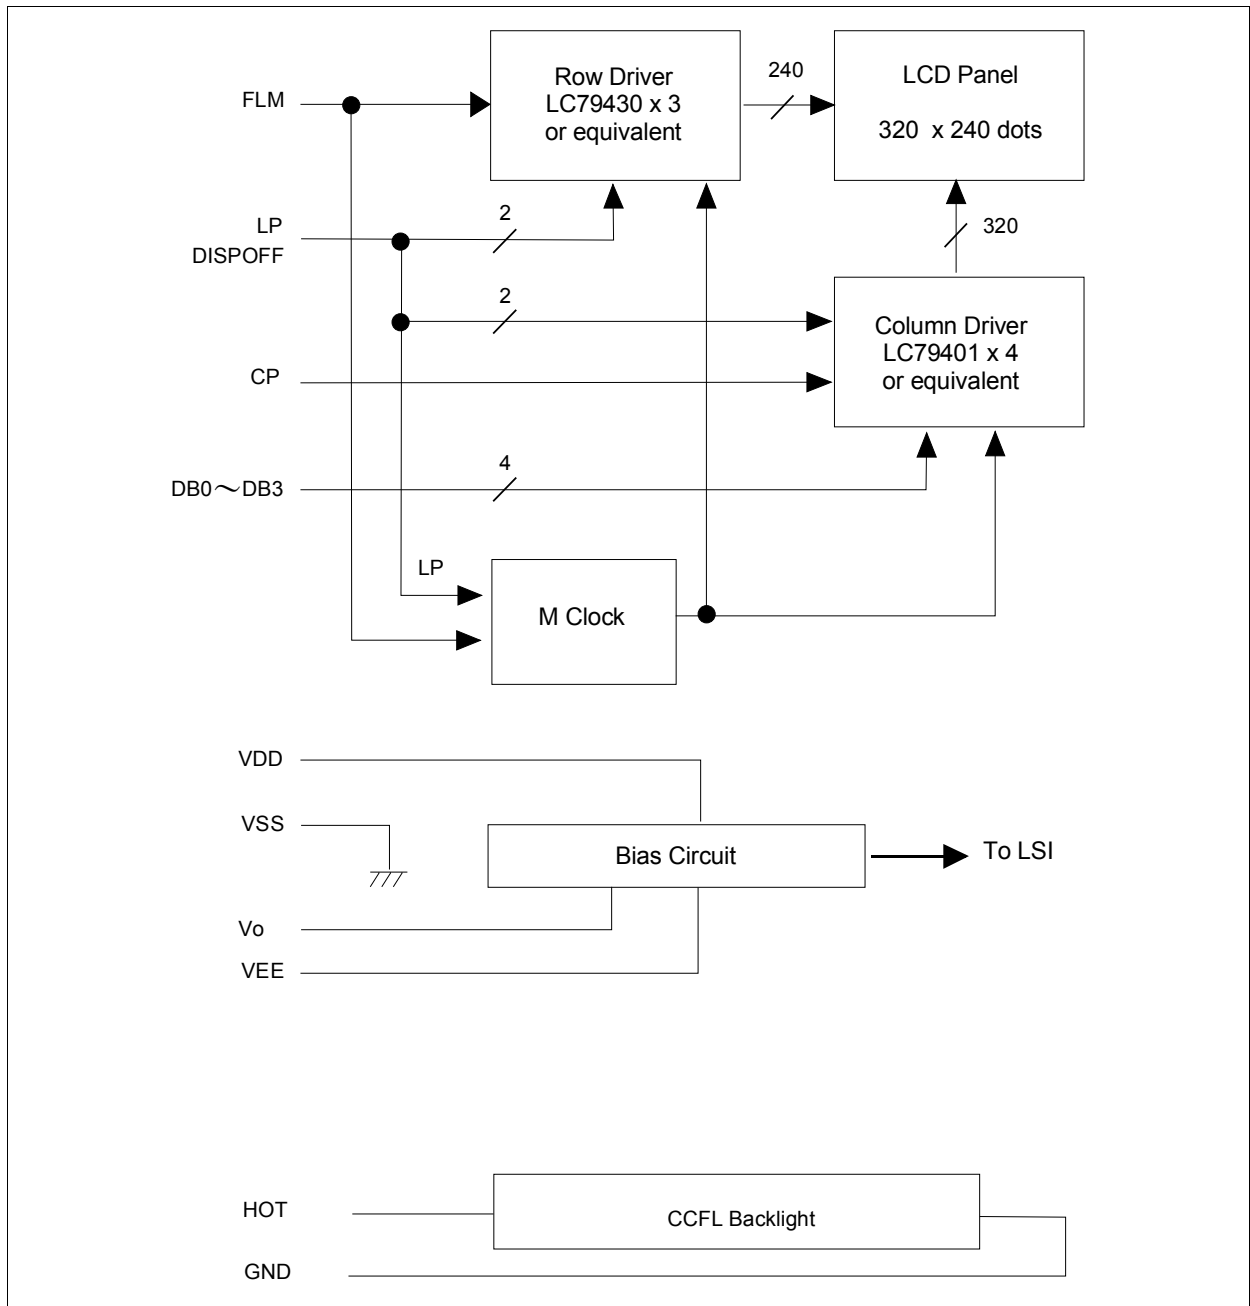 Row Driver
LC79430 x 3
or equivalent
240
LCD Panel
320 x 240 dots
FLM
LP
DISPOFF
2
320
2
Column Driver
LC79401 x 4
or equivalent
CP
4
DB0～DB3
LP
M Clock
VDD
VSS
Bias Circuit
To LSI
Vo
VEE
HOT
CCFL Backlight
GND